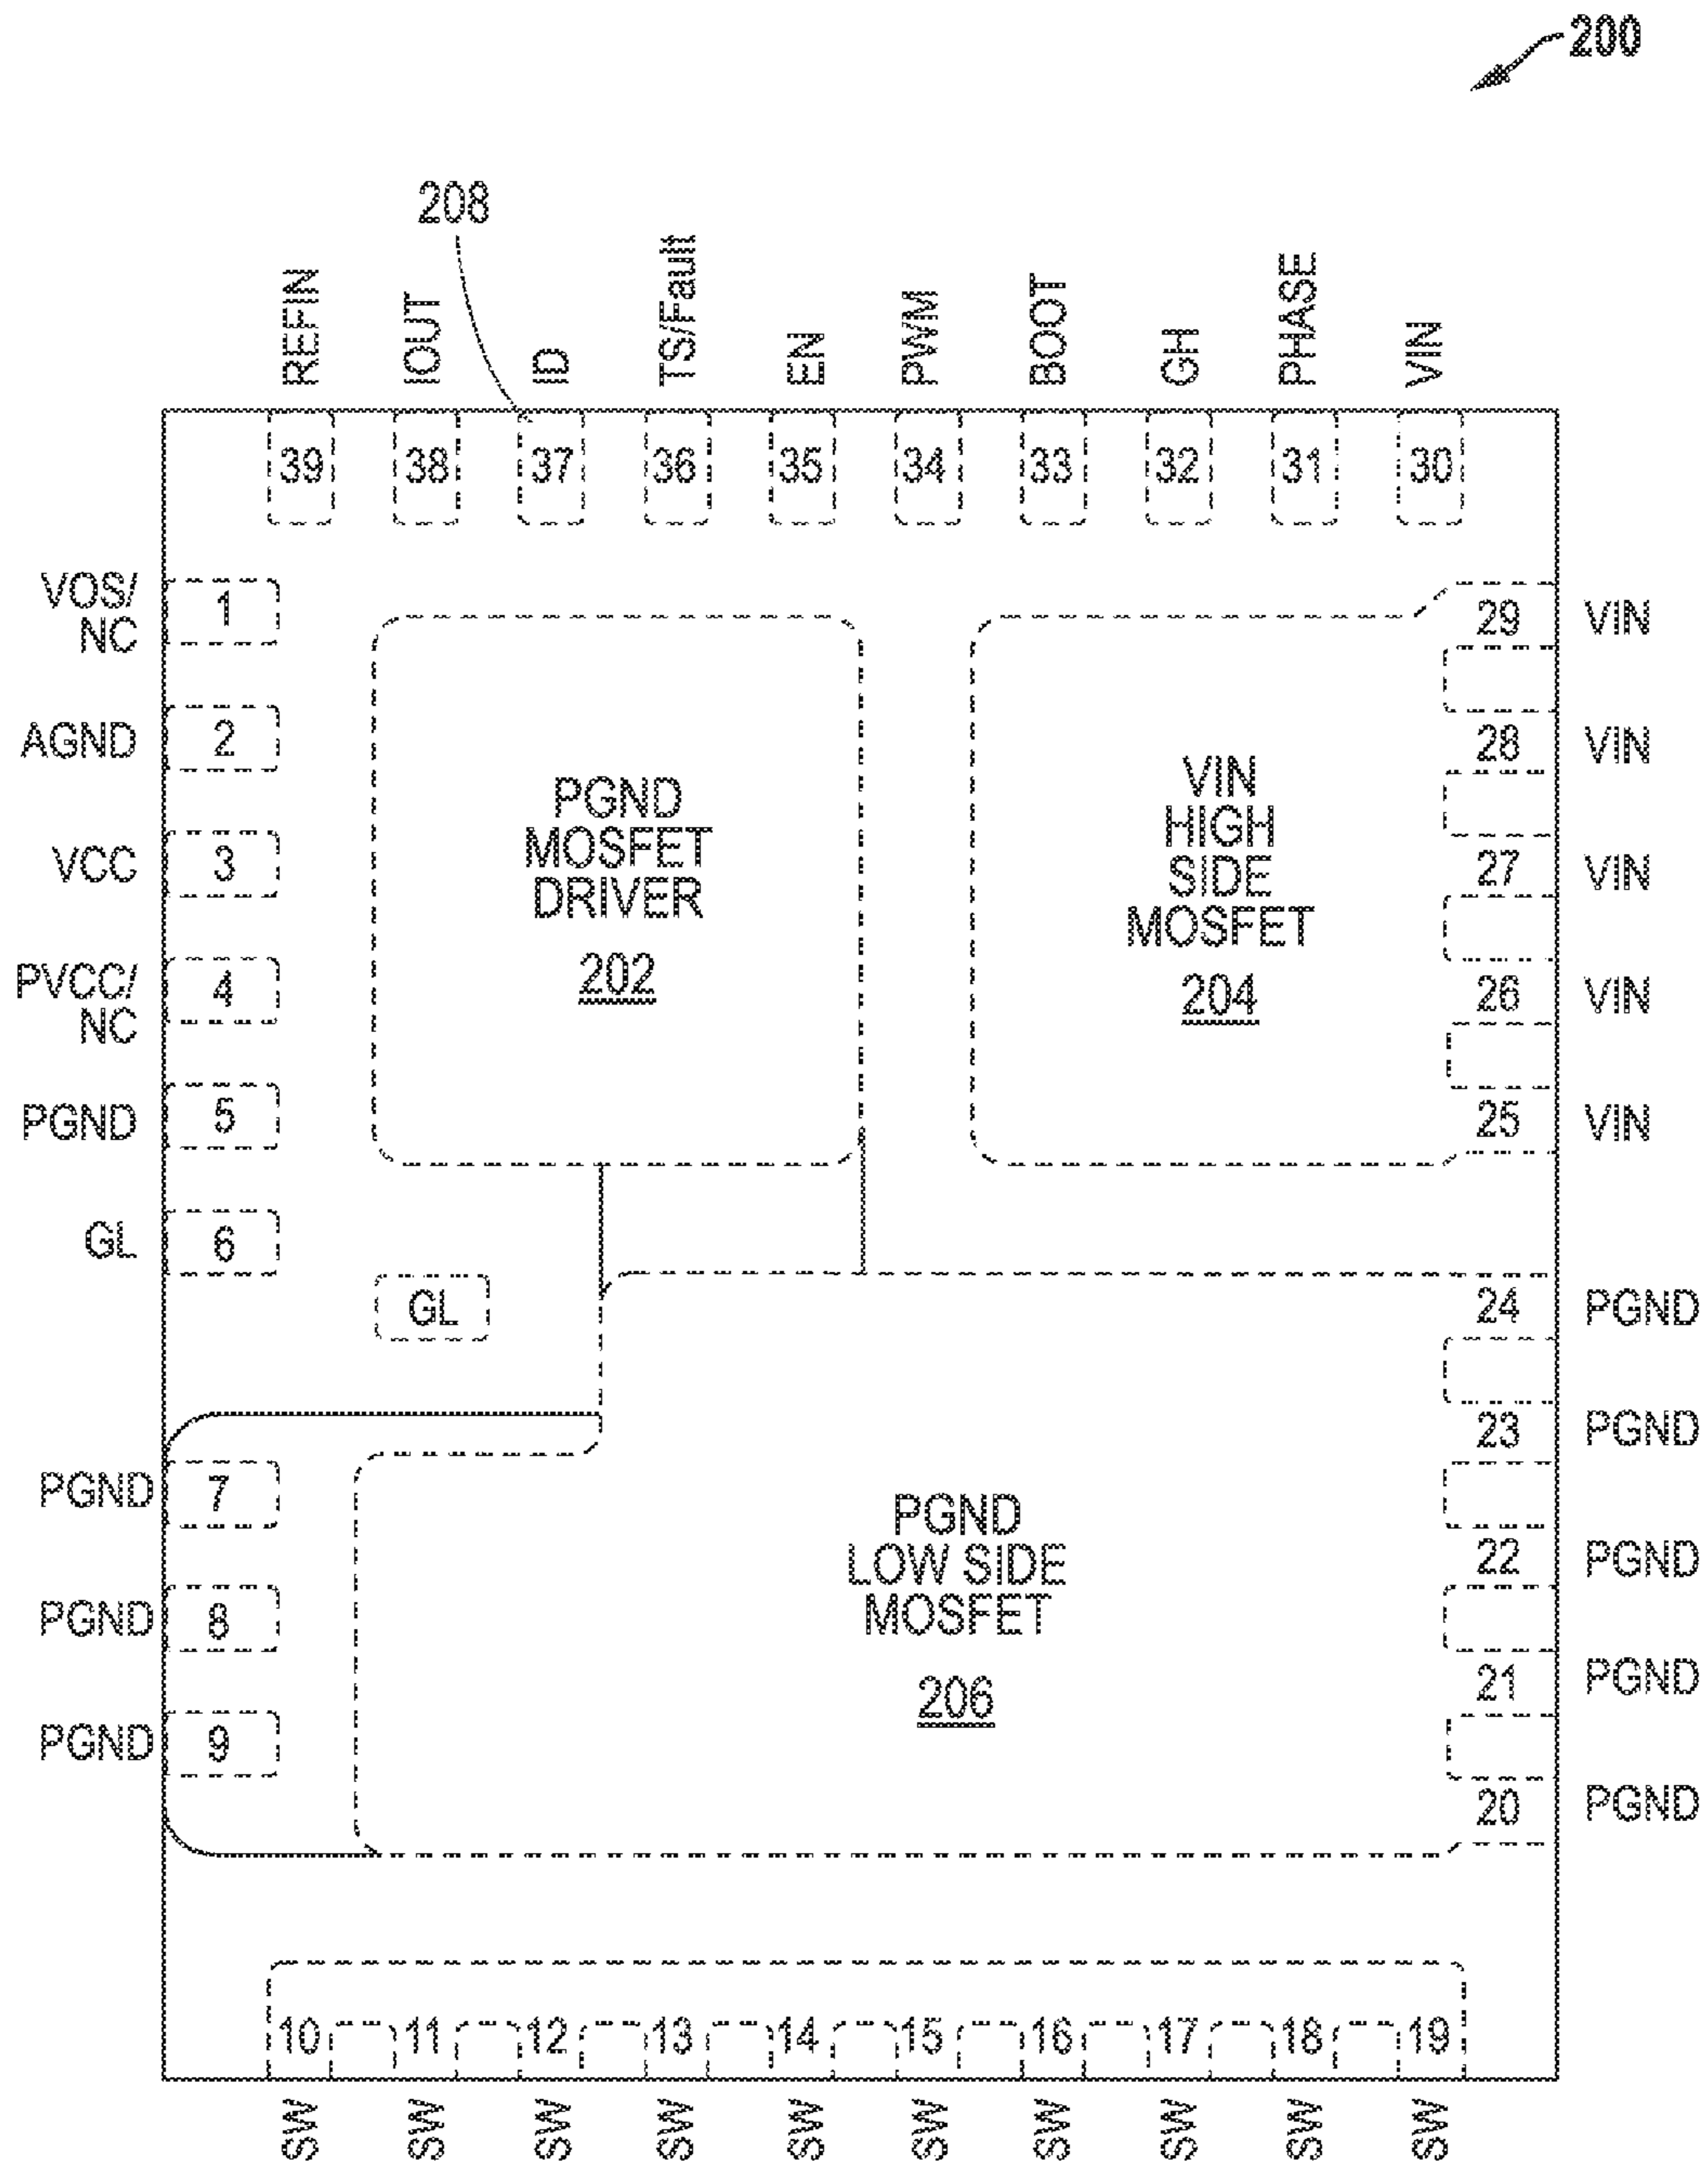 200
208
REFIN
IOUT
ID
TS/Fault
EN
PWM
BOOT
GH
PHASE
VIN
39 38 37 36 35 34 33 32 31 30
VOS/
NC
1
AGND 2
VCC 3
PVCC/
NC
4
PGND 5
GL 6
GL
PGND 7
PGND 8
PGND 9
PGND
MOSFET
DRIVER
202
VIN
HIGH
SIDE
MOSFET
204
29 VIN
28 VIN
27 VIN
26 VIN
25 VIN
24 PGND
23 PGND
22 PGND
21 PGND
20 PGND
PGND
LOW SIDE
MOSFET
206
10 11 12 13 14 15 16 17 18 19
SW
SW
SW
SW
SW
SW
SW
SW
SW
SW